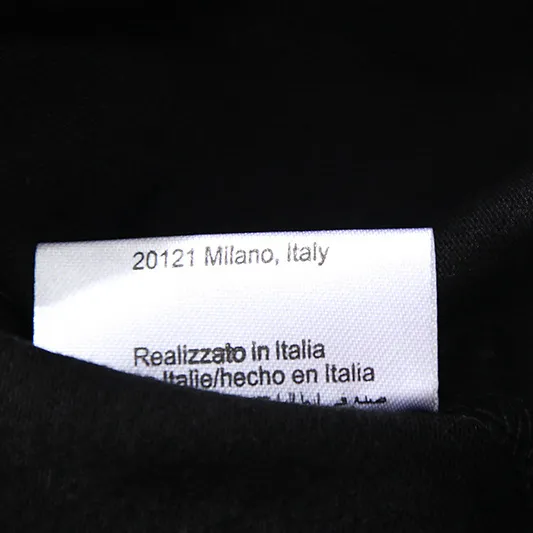 20121 Milano, Italy
Realizzato in Italia
Italie/hecho en Italia